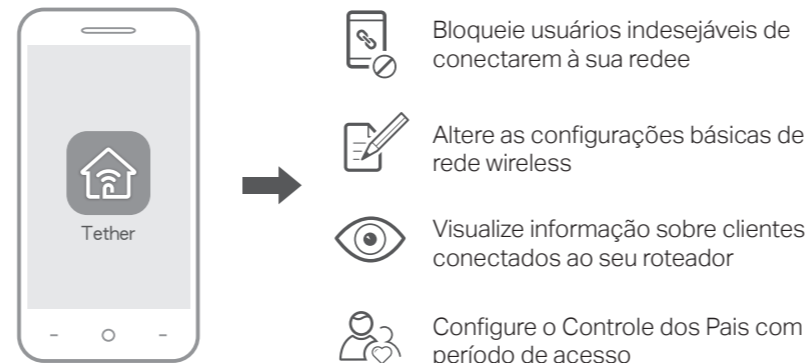 Tether
Bloqueie usuários indesejáveis de
conectarem à sua redee
Altere as configurações básicas de
rede wireless
Visualize informação sobre clientes
conectados ao seu roteador
Configure o Controle dos Pais com
período de acesso